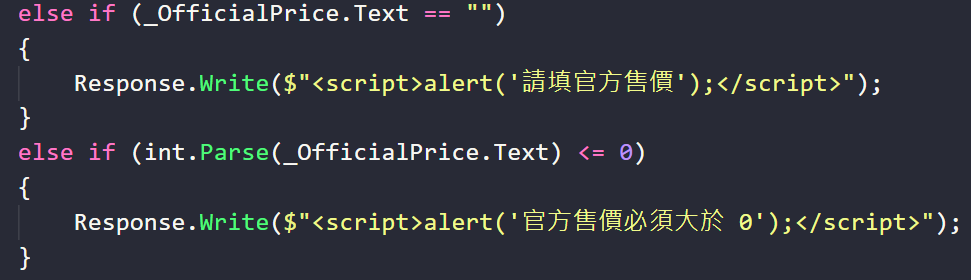 else if (_OfficialPrice.Text == "")
{
    Response.Write($"<script>alert('請填官方售價');</script>");
}
else if (int.Parse(_OfficialPrice.Text) <= 0)
{
    Response.Write($"<script>alert('官方售價必須大於 0');</script>");
}